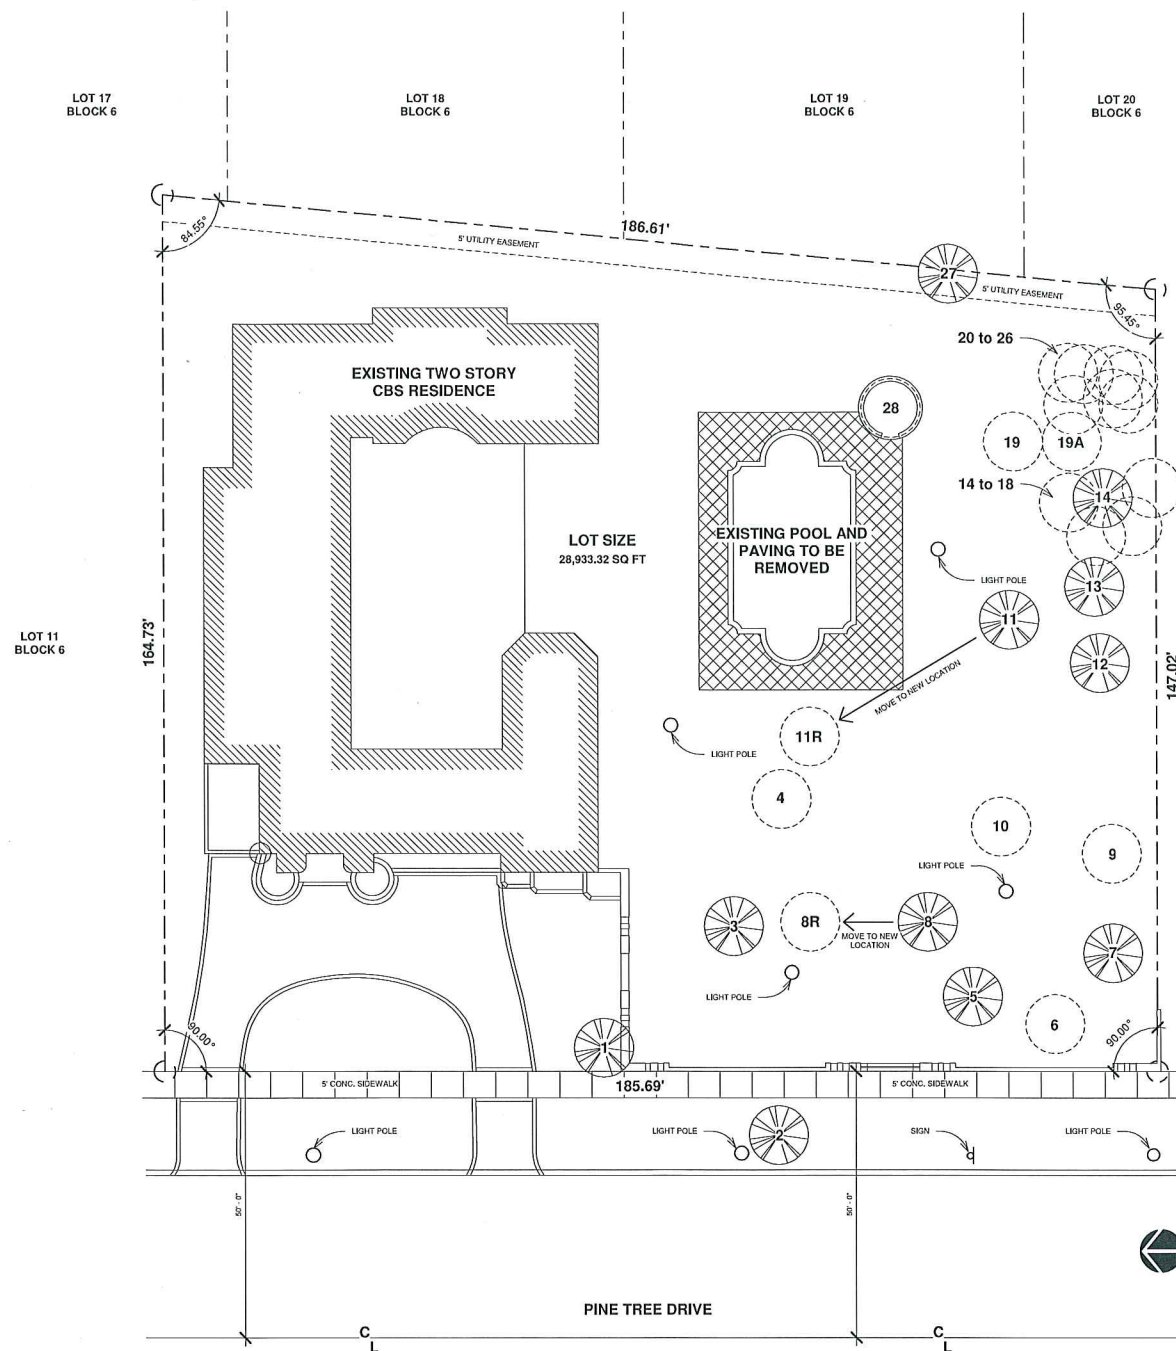 LOT 17
BLOCK 6
LOT 18
BLOCK 6
LOT 19
BLOCK 6
LOT 20
BLOCK 6
84.55°
186.61'
5' UTILITY EASEMENT
27
5' UTILITY EASEMENT
95.45°
20 to 26
EXISTING TWO STORY
CBS RESIDENCE
28
19
19A
14 to 18
14
LOT SIZE
28,933.32 SQ FT
EXISTING POOL AND
PAVING TO BE
REMOVED
LIGHT POLE
13
11
12
LOT 11
BLOCK 6
164.73'
147.02'
MOVE TO NEW LOCATION
11R
LIGHT POLE
4
10
9
LIGHT POLE
3
8R
8
MOVE TO NEW
LOCATION
7
LIGHT POLE
5
6
90.00°
90.00°
1
5' CONC. SIDEWALK
185.69'
5' CONC. SIDEWALK
LIGHT POLE
LIGHT POLE
2
SIGN
LIGHT POLE
50' - 0"
50' - 0"
PINE TREE DRIVE
C
L
C
L